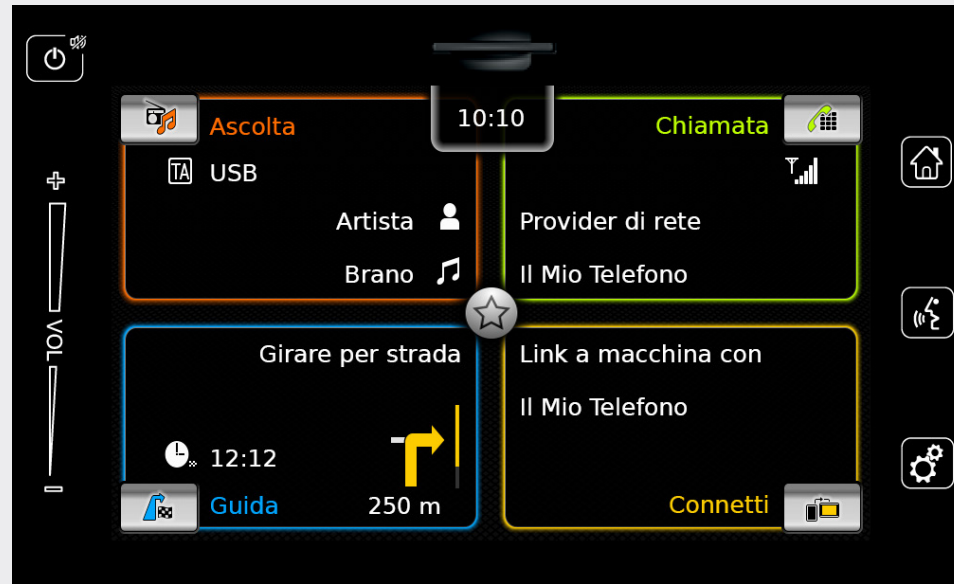 10:10
Ascolta
TA USB
Artista
Brano
Chiamata
Provider di rete
Il Mio Telefono
VOL
Girare per strada
12:12
Guida
250 m
Link a macchina con
Il Mio Telefono
Connetti